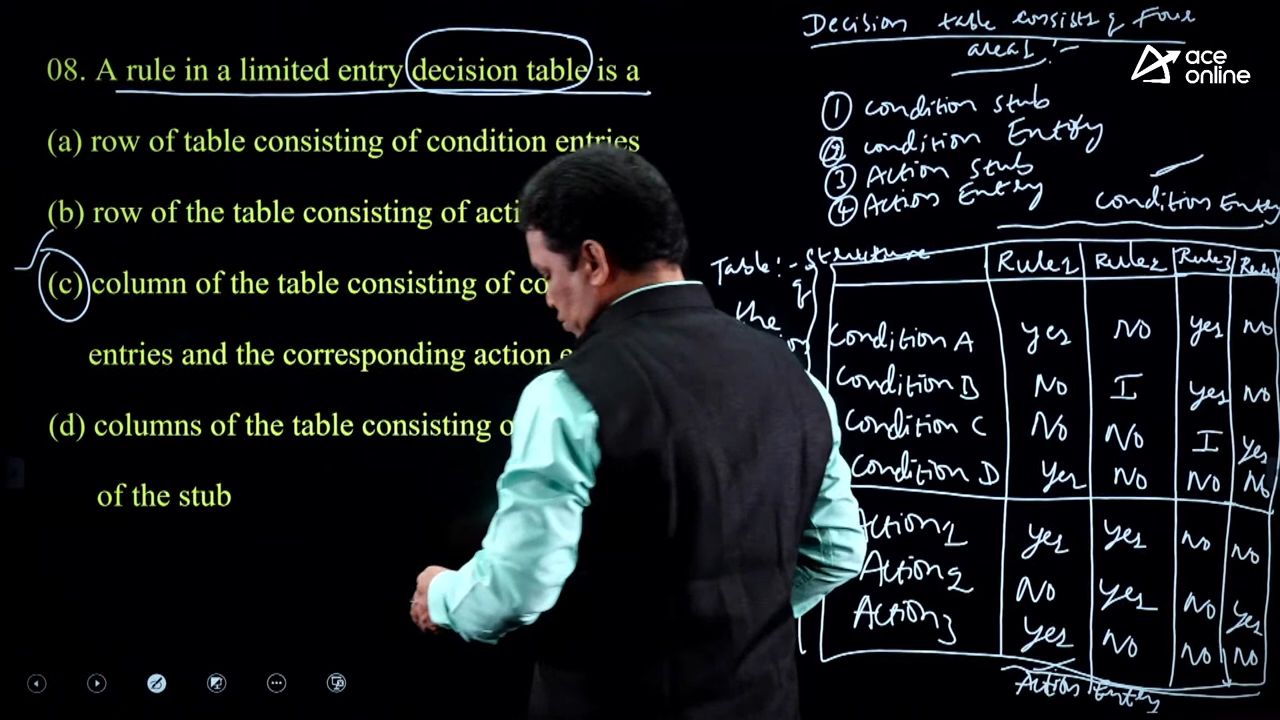 08. A rule in a limited entry decision table is a
(a) row of table consisting of condition entries
(b) row of the table consisting of
(c) column of the table consisting of
entries and the corresponding action
(d) columns of the table consisting
of the stub
ace
online
Decision table consists of Four
areas :-
① condition stub
② condition Entity
③ Action stub
④ Action Entry
condition Entry
Table :- structure
of
the
Rule1 Rule2 Rule3
Condition A yes NO yes NO
Condition B No I yes NO
Condition C No No I yes
Condition D yes No No No
Action1 yes yes No No
Action2 No yes No yes
Action3 yes No No No
Action Entry